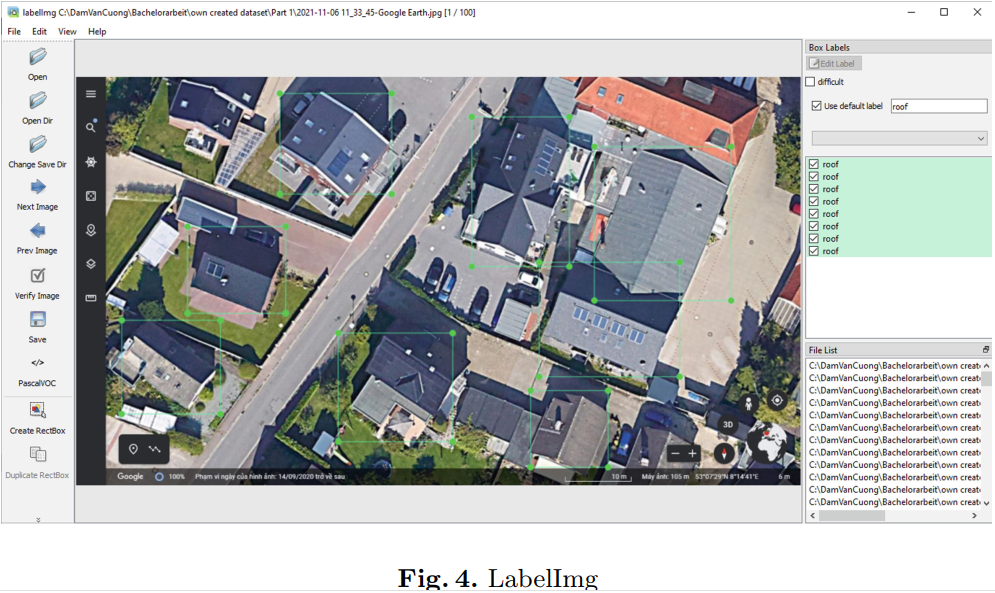 labelImg C:\DamVanCuong\Bachelorarbeit\own created dataset\Part 1\2021-11-06 11_33_45-Google Earth.jpg [1 / 100]
File Edit View Help
Open
Open Dir
Change Save Dir
Next Image
Prev Image
Verify Image
Save
</>
PascalVOC
Create RectBox
Duplicate RectBox
Google 100% Phạm vi ngày của hình ảnh: 14/09/2020 trở về sau
10 m Máy ảnh: 105 m 53°07'29"N 8°14'41"E 6 m
3D
Box Labels
Edit Label
difficult
Use default label roof
roof
roof
roof
roof
roof
roof
roof
roof
File List
C:\DamVanCuong\Bachelorarbeit\own creat
C:\DamVanCuong\Bachelorarbeit\own creat
C:\DamVanCuong\Bachelorarbeit\own creat
C:\DamVanCuong\Bachelorarbeit\own creat
C:\DamVanCuong\Bachelorarbeit\own creat
C:\DamVanCuong\Bachelorarbeit\own creat
C:\DamVanCuong\Bachelorarbeit\own creat
C:\DamVanCuong\Bachelorarbeit\own creat
C:\DamVanCuong\Bachelorarbeit\own creat
C:\DamVanCuong\Bachelorarbeit\own creat
C:\DamVanCuong\Bachelorarbeit\own creat
C:\DamVanCuong\Bachelorarbeit\own creat
Fig. 4. LabelImg